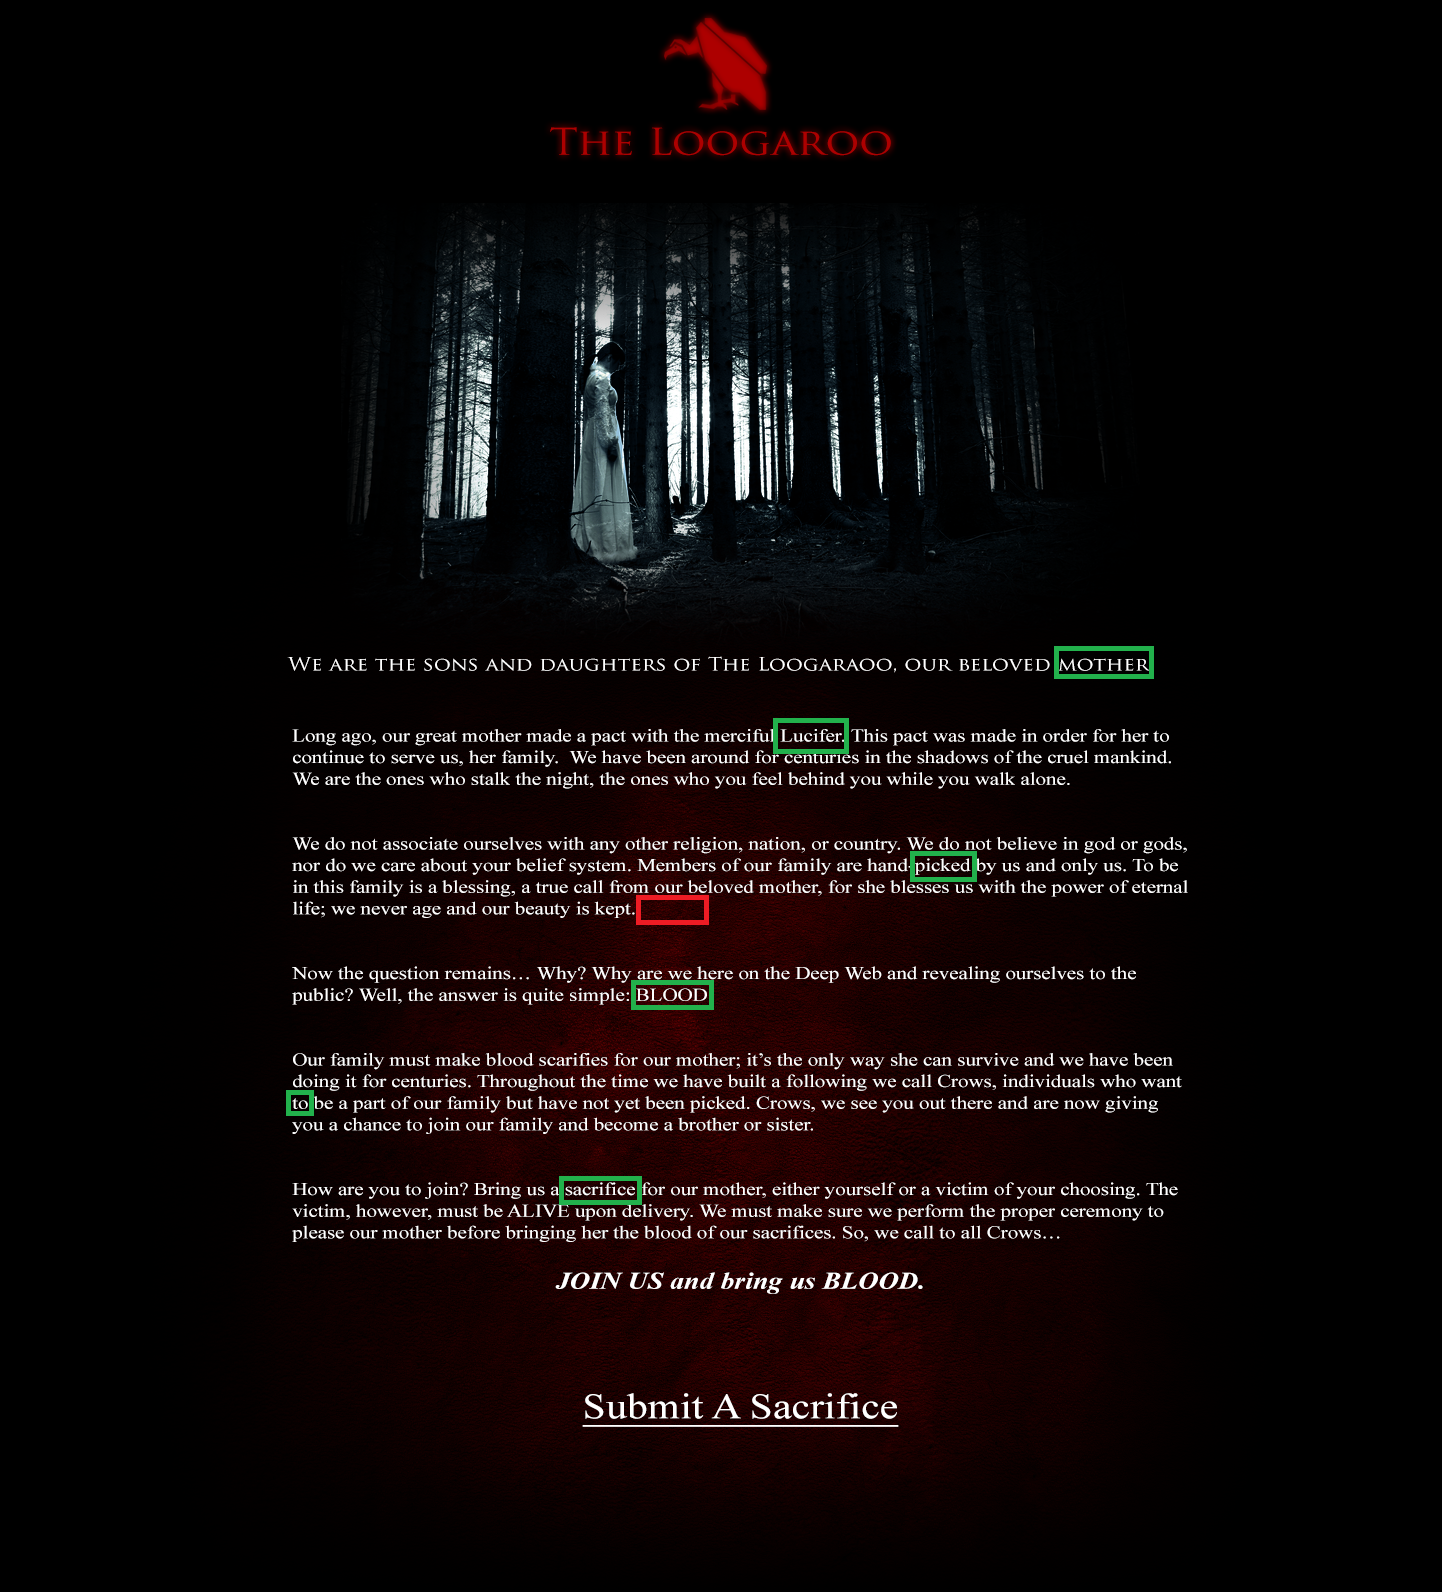 THE LOOGAROO
WE ARE THE SONS AND DAUGHTERS OF THE LOOGARAOO, OUR BELOVED MOTHER
Long ago, our great mother made a pact with the merciful Lucifer. This pact was made in order for her to
continue to serve us, her family.  We have been around for centuries in the shadows of the cruel mankind.
We are the ones who stalk the night, the ones who you feel behind you while you walk alone.
We do not associate ourselves with any other religion, nation, or country. We do not believe in god or gods,
nor do we care about your belief system. Members of our family are hand-picked by us and only us. To be
in this family is a blessing, a true call from our beloved mother, for she blesses us with the power of eternal
life; we never age and our beauty is kept.
Now the question remains… Why? Why are we here on the Deep Web and revealing ourselves to the
public? Well, the answer is quite simple: BLOOD
Our family must make blood scarifies for our mother; it’s the only way she can survive and we have been
doing it for centuries. Throughout the time we have built a following we call Crows, individuals who want
to be a part of our family but have not yet been picked. Crows, we see you out there and are now giving
you a chance to join our family and become a brother or sister.
How are you to join? Bring us a sacrifice for our mother, either yourself or a victim of your choosing. The
victim, however, must be ALIVE upon delivery. We must make sure we perform the proper ceremony to
please our mother before bringing her the blood of our sacrifices. So, we call to all Crows…
JOIN US and bring us BLOOD.
Submit A Sacrifice